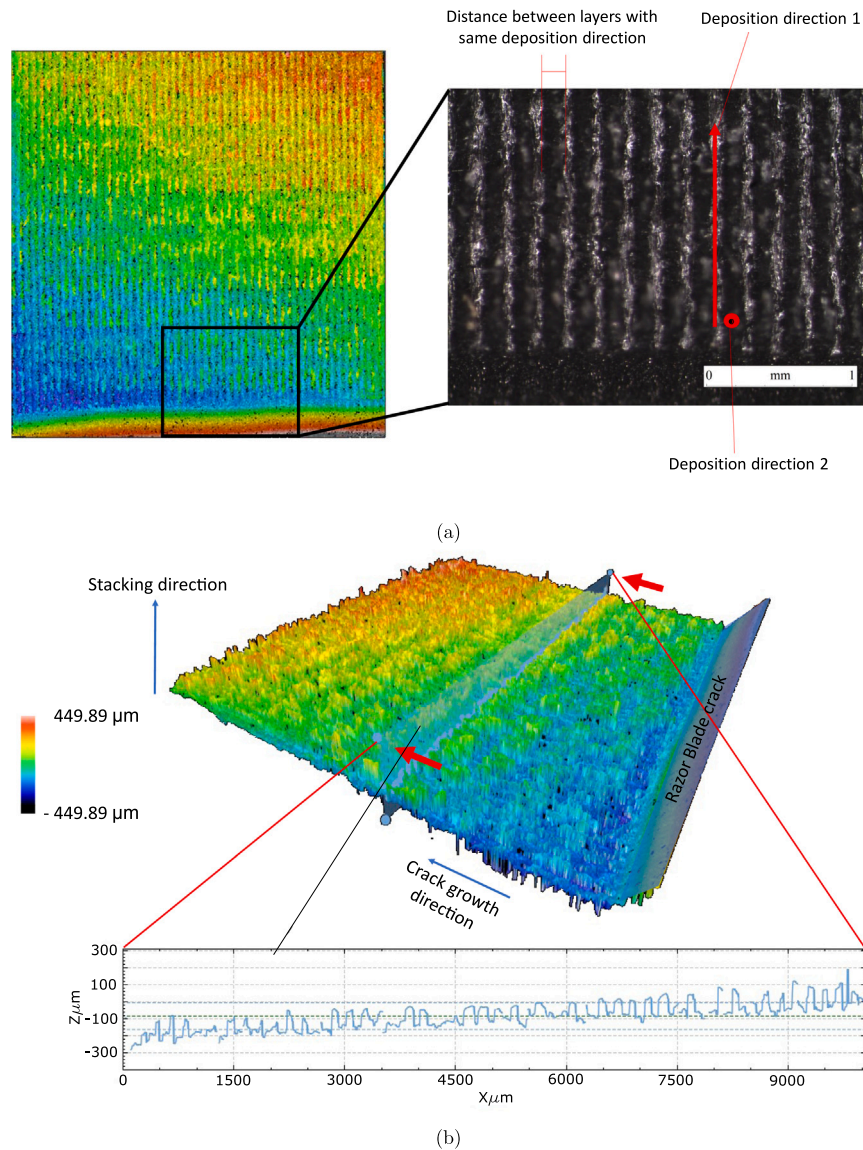 Distance between layers with
same deposition direction
Deposition direction 1
0 mm 1
Deposition direction 2
(a)
Stacking direction
449.89 µm
- 449.89 µm
Razor Blade crack
Crack growth
direction
300
100
-100
-300
Zµm
0 1500 3000 4500 6000 7500 9000
Xµm
(b)